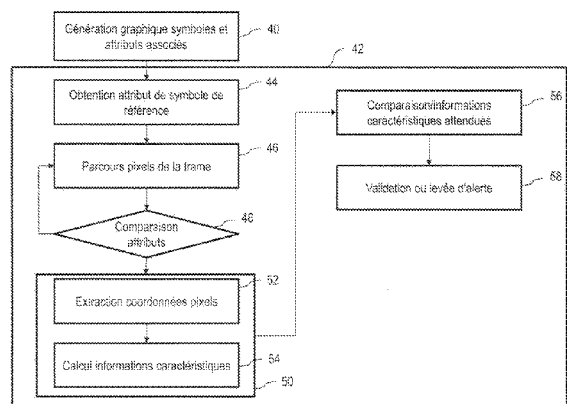 Génération graphique symboles et
attributs associés
40
42
Obtention attribut de symbole de
référence
44
Parcours pixels de la trame
46
Comparaison
attributs
48
Extraction coordonnées pixels
52
Calcul informations caractéristiques
54
50
Comparaison/informations
caractéristiques attendues
56
Validation ou levée d'alerte
58